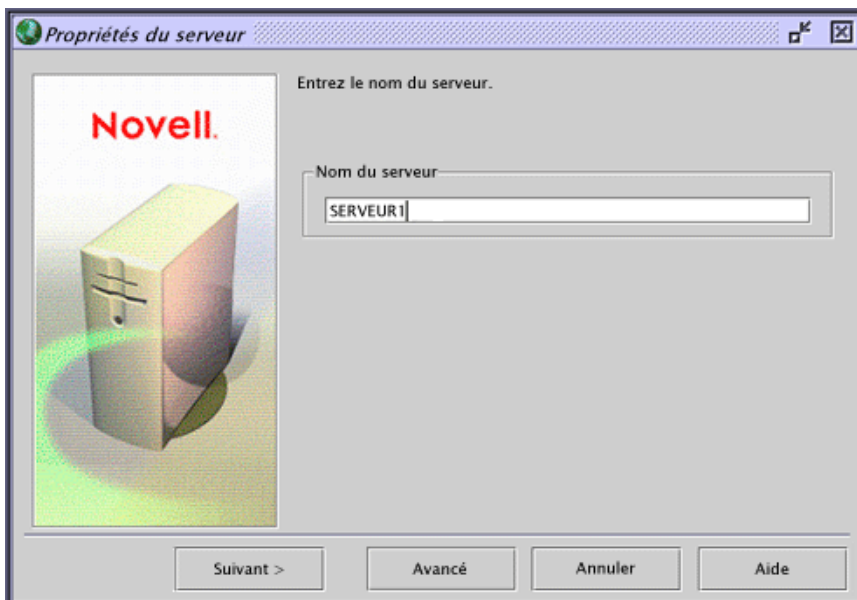 Propriétés du serveur
Novell.
Entrez le nom du serveur.
Nom du serveur
SERVEUR1
Suivant >
Avancé
Annuler
Aide